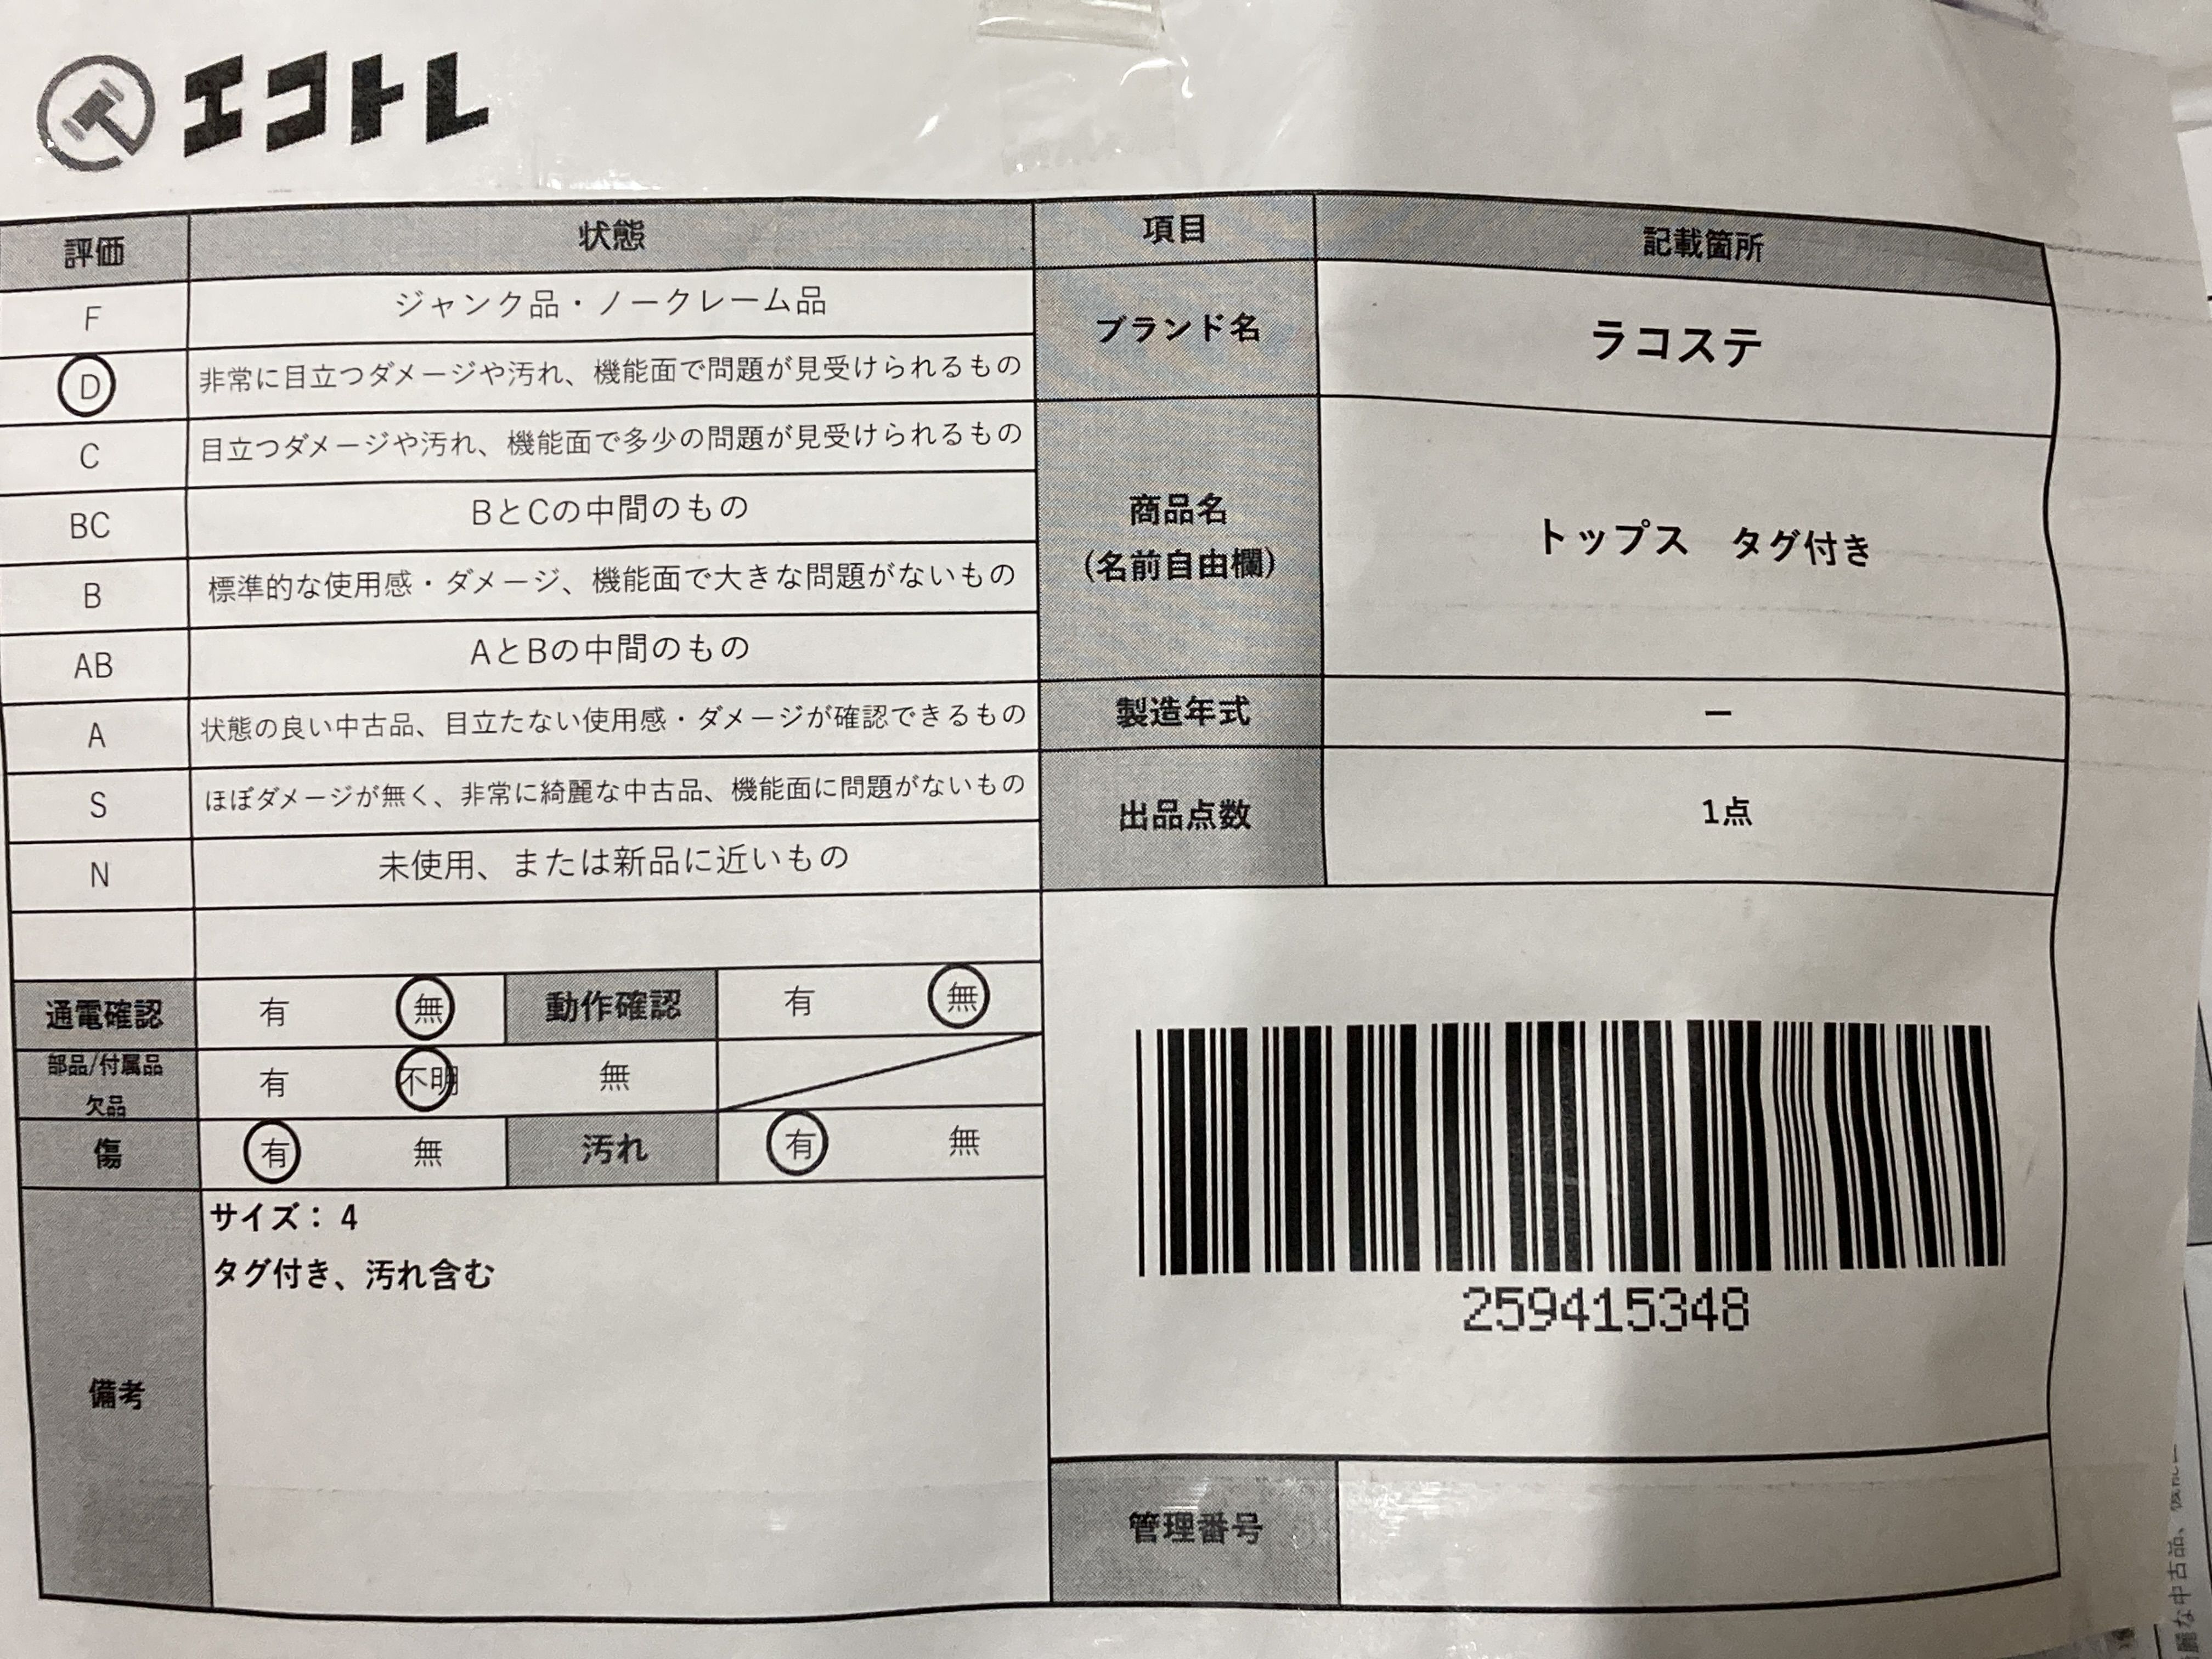 エコトレ
評価 状態
F ジャンク品・ノークレーム品
D 非常に目立つダメージや汚れ、機能面で問題が見受けられるもの
C 目立つダメージや汚れ、機能面で多少の問題が見受けられるもの
BC BとCの中間のもの
B 標準的な使用感・ダメージ、機能面で大きな問題がないもの
AB AとBの中間のもの
A 状態の良い中古品、目立たない使用感・ダメージが確認できるもの
S ほぼダメージが無く、非常に綺麗な中古品、機能面に問題がないもの
N 未使用、または新品に近いもの
通電確認 有 無 動作確認 有 無
部品/付属品
欠品
有 不明 無
傷 有 無 汚れ 有 無
備考
サイズ：4
タグ付き、汚れ含む
項目 記載箇所
ブランド名 ラコステ
商品名
(名前自由欄)
トップス タグ付き
製造年式 ー
出品点数 1点
259415348
管理番号
麗な中古品、機能